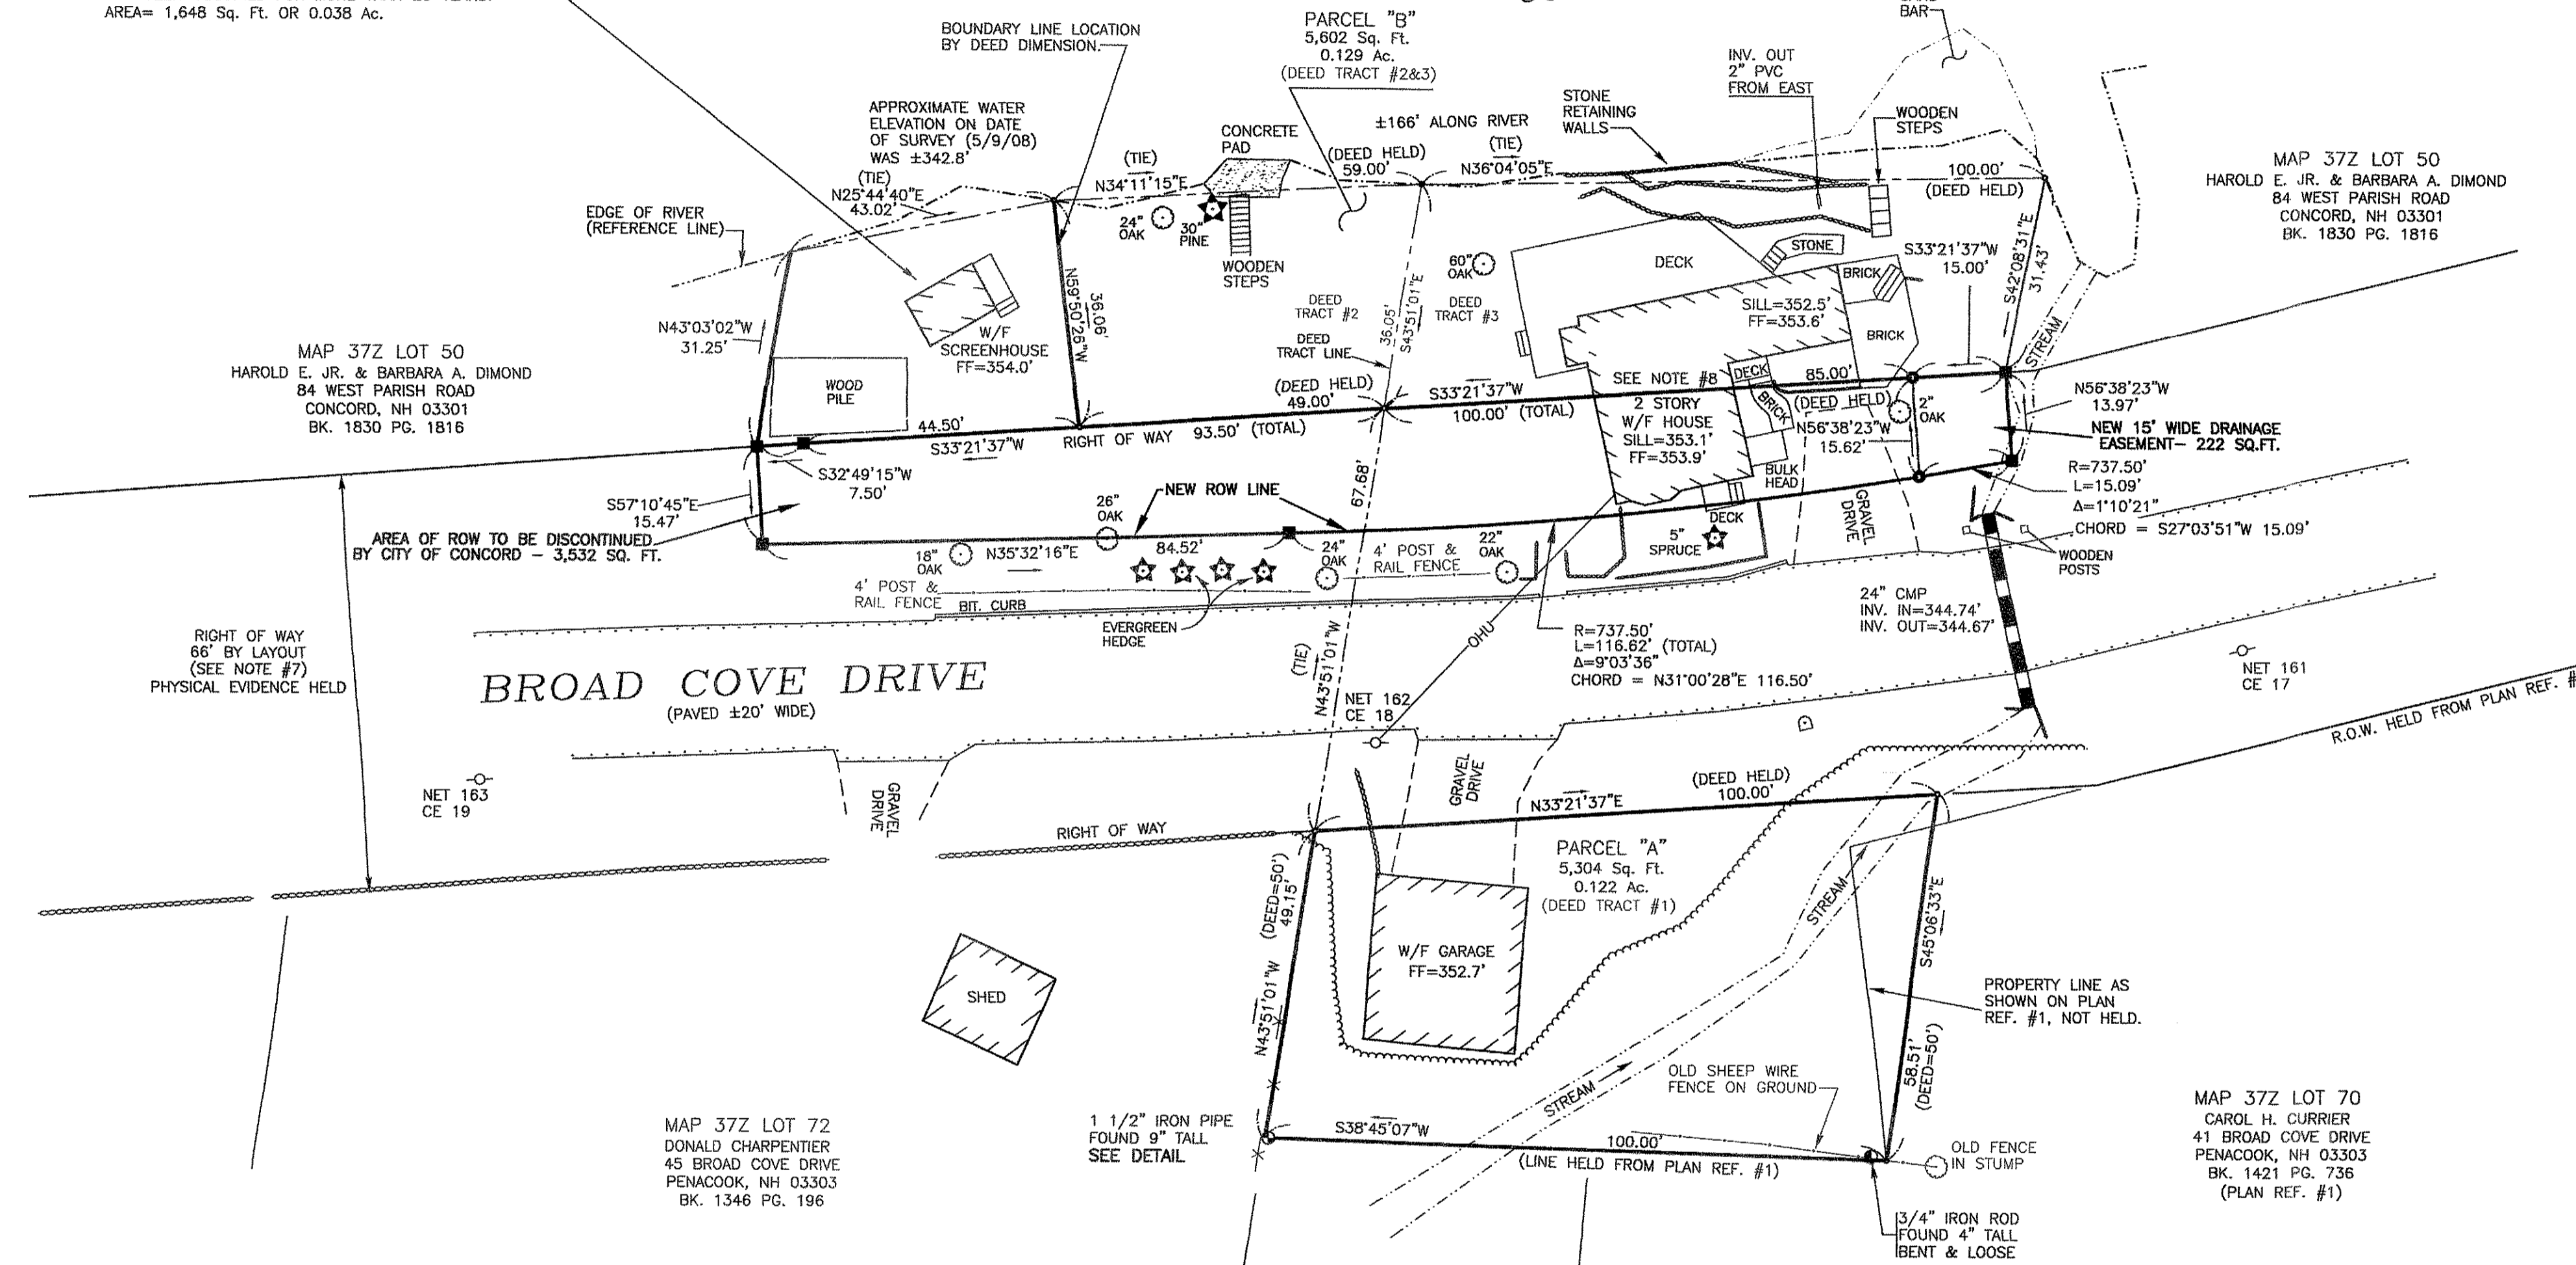 AREA= 1,648 Sq. Ft. OR 0.038 Ac.
BOUNDARY LINE LOCATION
BY DEED DIMENSION.
PARCEL "B"
5,602 Sq. Ft.
0.129 Ac.
(DEED TRACT #2&3)
BAR
INV. OUT
2" PVC
FROM EAST
STONE
RETAINING
WALLS
WOODEN
STEPS
APPROXIMATE WATER
ELEVATION ON DATE
OF SURVEY (5/9/08)
WAS ±342.8'
(TIE)
N25°44'40"E
43.02'
(TIE)
N34°11'15"E
CONCRETE
PAD
±166' ALONG RIVER
(DEED HELD)
59.00'
(TIE)
N36°04'05"E
100.00'
(DEED HELD)
MAP 37Z LOT 50
HAROLD E. JR. & BARBARA A. DIMOND
84 WEST PARISH ROAD
CONCORD, NH 03301
BK. 1830 PG. 1816
EDGE OF RIVER
(REFERENCE LINE)
24"
OAK
30"
PINE
WOODEN
STEPS
60"
OAK
DECK
STONE
BRICK
BRICK
S33°21'37"W
15.00'
S42°08'31"E
31.43'
STREAM
N43°03'02"W
31.25'
W/F
SCREENHOUSE
FF=354.0'
WOOD
PILE
N59°50'26"W
36.06'
DEED
TRACT #2
DEED
TRACT #3
36.05'
S43°51'01"E
DEED
TRACT LINE
SILL=352.5'
FF=353.6'
MAP 37Z LOT 50
HAROLD E. JR. & BARBARA A. DIMOND
84 WEST PARISH ROAD
CONCORD, NH 03301
BK. 1830 PG. 1816
44.50'
S33°21'37"W
RIGHT OF WAY 93.50' (TOTAL)
(DEED HELD)
49.00'
S33°21'37"W
100.00' (TOTAL)
SEE NOTE #8
2 STORY
W/F HOUSE
SILL=353.1'
FF=353.9'
DECK
BRICK
85.00'
(DEED HELD)
N56°38'23"W
15.62'
2"
OAK
BULK
HEAD
N56°38'23"W
13.97'
NEW 15' WIDE DRAINAGE
EASEMENT– 222 SQ.FT.
R=737.50'
L=15.09'
Δ=1°10'21"
CHORD = S27°03'51"W 15.09'
S32°49'15"W
7.50'
S57°10'45"E
15.47'
AREA OF ROW TO BE DISCONTINUED
BY CITY OF CONCORD – 3,532 SQ. FT.
26"
OAK
NEW ROW LINE
67.68'
18"
OAK
N35°32'16"E
84.52'
24"
OAK
4' POST &
RAIL FENCE
22"
OAK
DECK
5"
SPRUCE
GRAVEL
DRIVE
WOODEN
POSTS
4' POST &
RAIL FENCE
BIT. CURB
EVERGREEN
HEDGE
24" CMP
INV. IN=344.74'
INV. OUT=344.67'
RIGHT OF WAY
66' BY LAYOUT
(SEE NOTE #7)
PHYSICAL EVIDENCE HELD
BROAD COVE DRIVE
(PAVED ±20' WIDE)
(TIE)
N43°51'01"W
OHU
R=737.50'
L=116.62' (TOTAL)
Δ=9°03'36"
CHORD = N31°00'28"E 116.50'
NET 162
CE 18
NET 161
CE 17
R.O.W. HELD FROM PLAN REF. #
NET 163
CE 19
GRAVEL
DRIVE
GRAVEL
DRIVE
(DEED HELD)
N33°21'37"E
100.00'
RIGHT OF WAY
PARCEL "A"
5,304 Sq. Ft.
0.122 Ac.
(DEED TRACT #1)
STREAM
(DEED=50')
49.15'
N43°51'01"W
W/F GARAGE
FF=352.7'
SHED
S45°06'33"E
58.51'
(DEED=50')
PROPERTY LINE AS
SHOWN ON PLAN
REF. #1, NOT HELD.
OLD SHEEP WIRE
FENCE ON GROUND
STREAM
1 1/2" IRON PIPE
FOUND 9" TALL
SEE DETAIL
S38°45'07"W
100.00'
(LINE HELD FROM PLAN REF. #1)
OLD FENCE
IN STUMP
MAP 37Z LOT 72
DONALD CHARPENTIER
45 BROAD COVE DRIVE
PENACOOK, NH 03303
BK. 1346 PG. 196
MAP 37Z LOT 70
CAROL H. CURRIER
41 BROAD COVE DRIVE
PENACOOK, NH 03303
BK. 1421 PG. 736
(PLAN REF. #1)
3/4" IRON ROD
FOUND 4" TALL
BENT & LOOSE